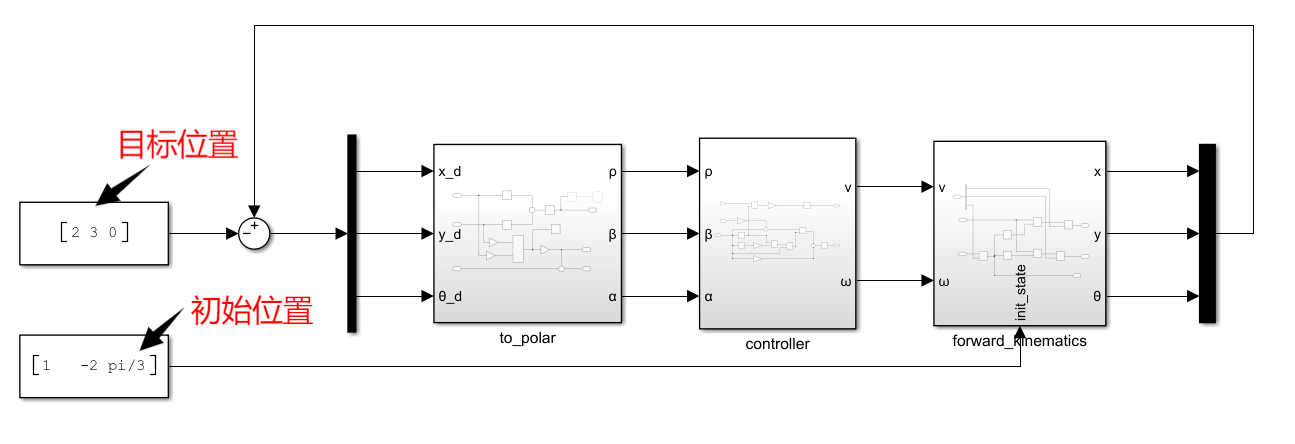 目标位置
[2 3 0]
+
−
初始位置
[1 -2 pi/3]
x_d
y_d
θ_d
ρ
β
α
to_polar
ρ
β
α
v
ω
controller
v
ω
init_state
x
y
θ
forward_kinematics